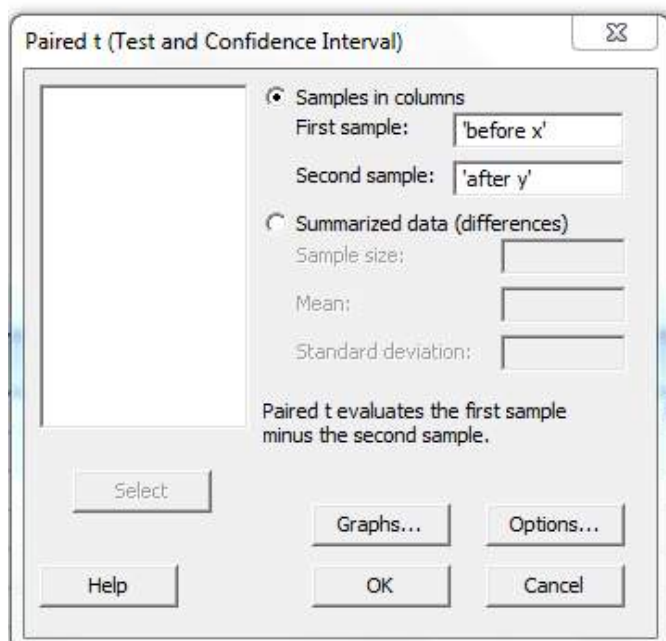 Paired t (Test and Confidence Interval)
Samples in columns
First sample: 'before x'
Second sample: 'after y'
Summarized data (differences)
Sample size:
Mean:
Standard deviation:
Paired t evaluates the first sample
minus the second sample.
Select
Graphs... Options...
Help OK Cancel